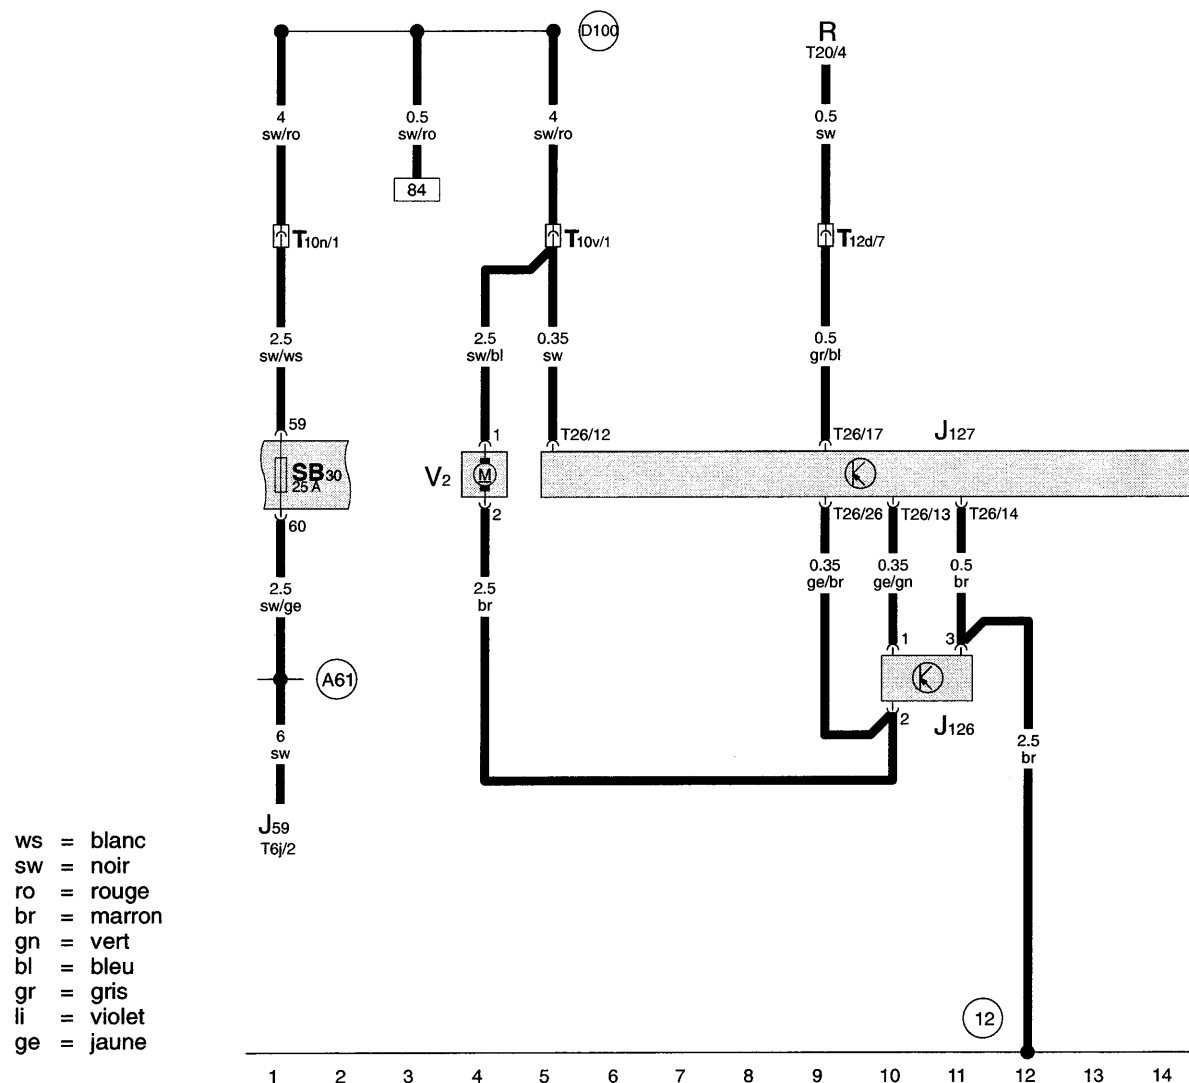 D100
R
T20/4
4
sw/ro
0.5
sw/ro
4
sw/ro
0.5
sw
84
T10n/1
T10v/1
T12d/7
2.5
sw/ws
2.5
sw/bl
0.35
sw
0.5
gr/bl
59
1
T26/12
T26/17
J127
SB30
25 A
V2
M
60
2
T26/26
T26/13
T26/14
2.5
sw/ge
2.5
br
0.35
ge/br
0.35
ge/gn
0.5
br
1
3
A61
2
J126
6
sw
2.5
br
J59
T6j/2
ws = blanc
sw = noir
ro = rouge
br = marron
gn = vert
bl = bleu
gr = gris
li = violet
ge = jaune
12
1 2 3 4 5 6 7 8 9 10 11 12 13 14